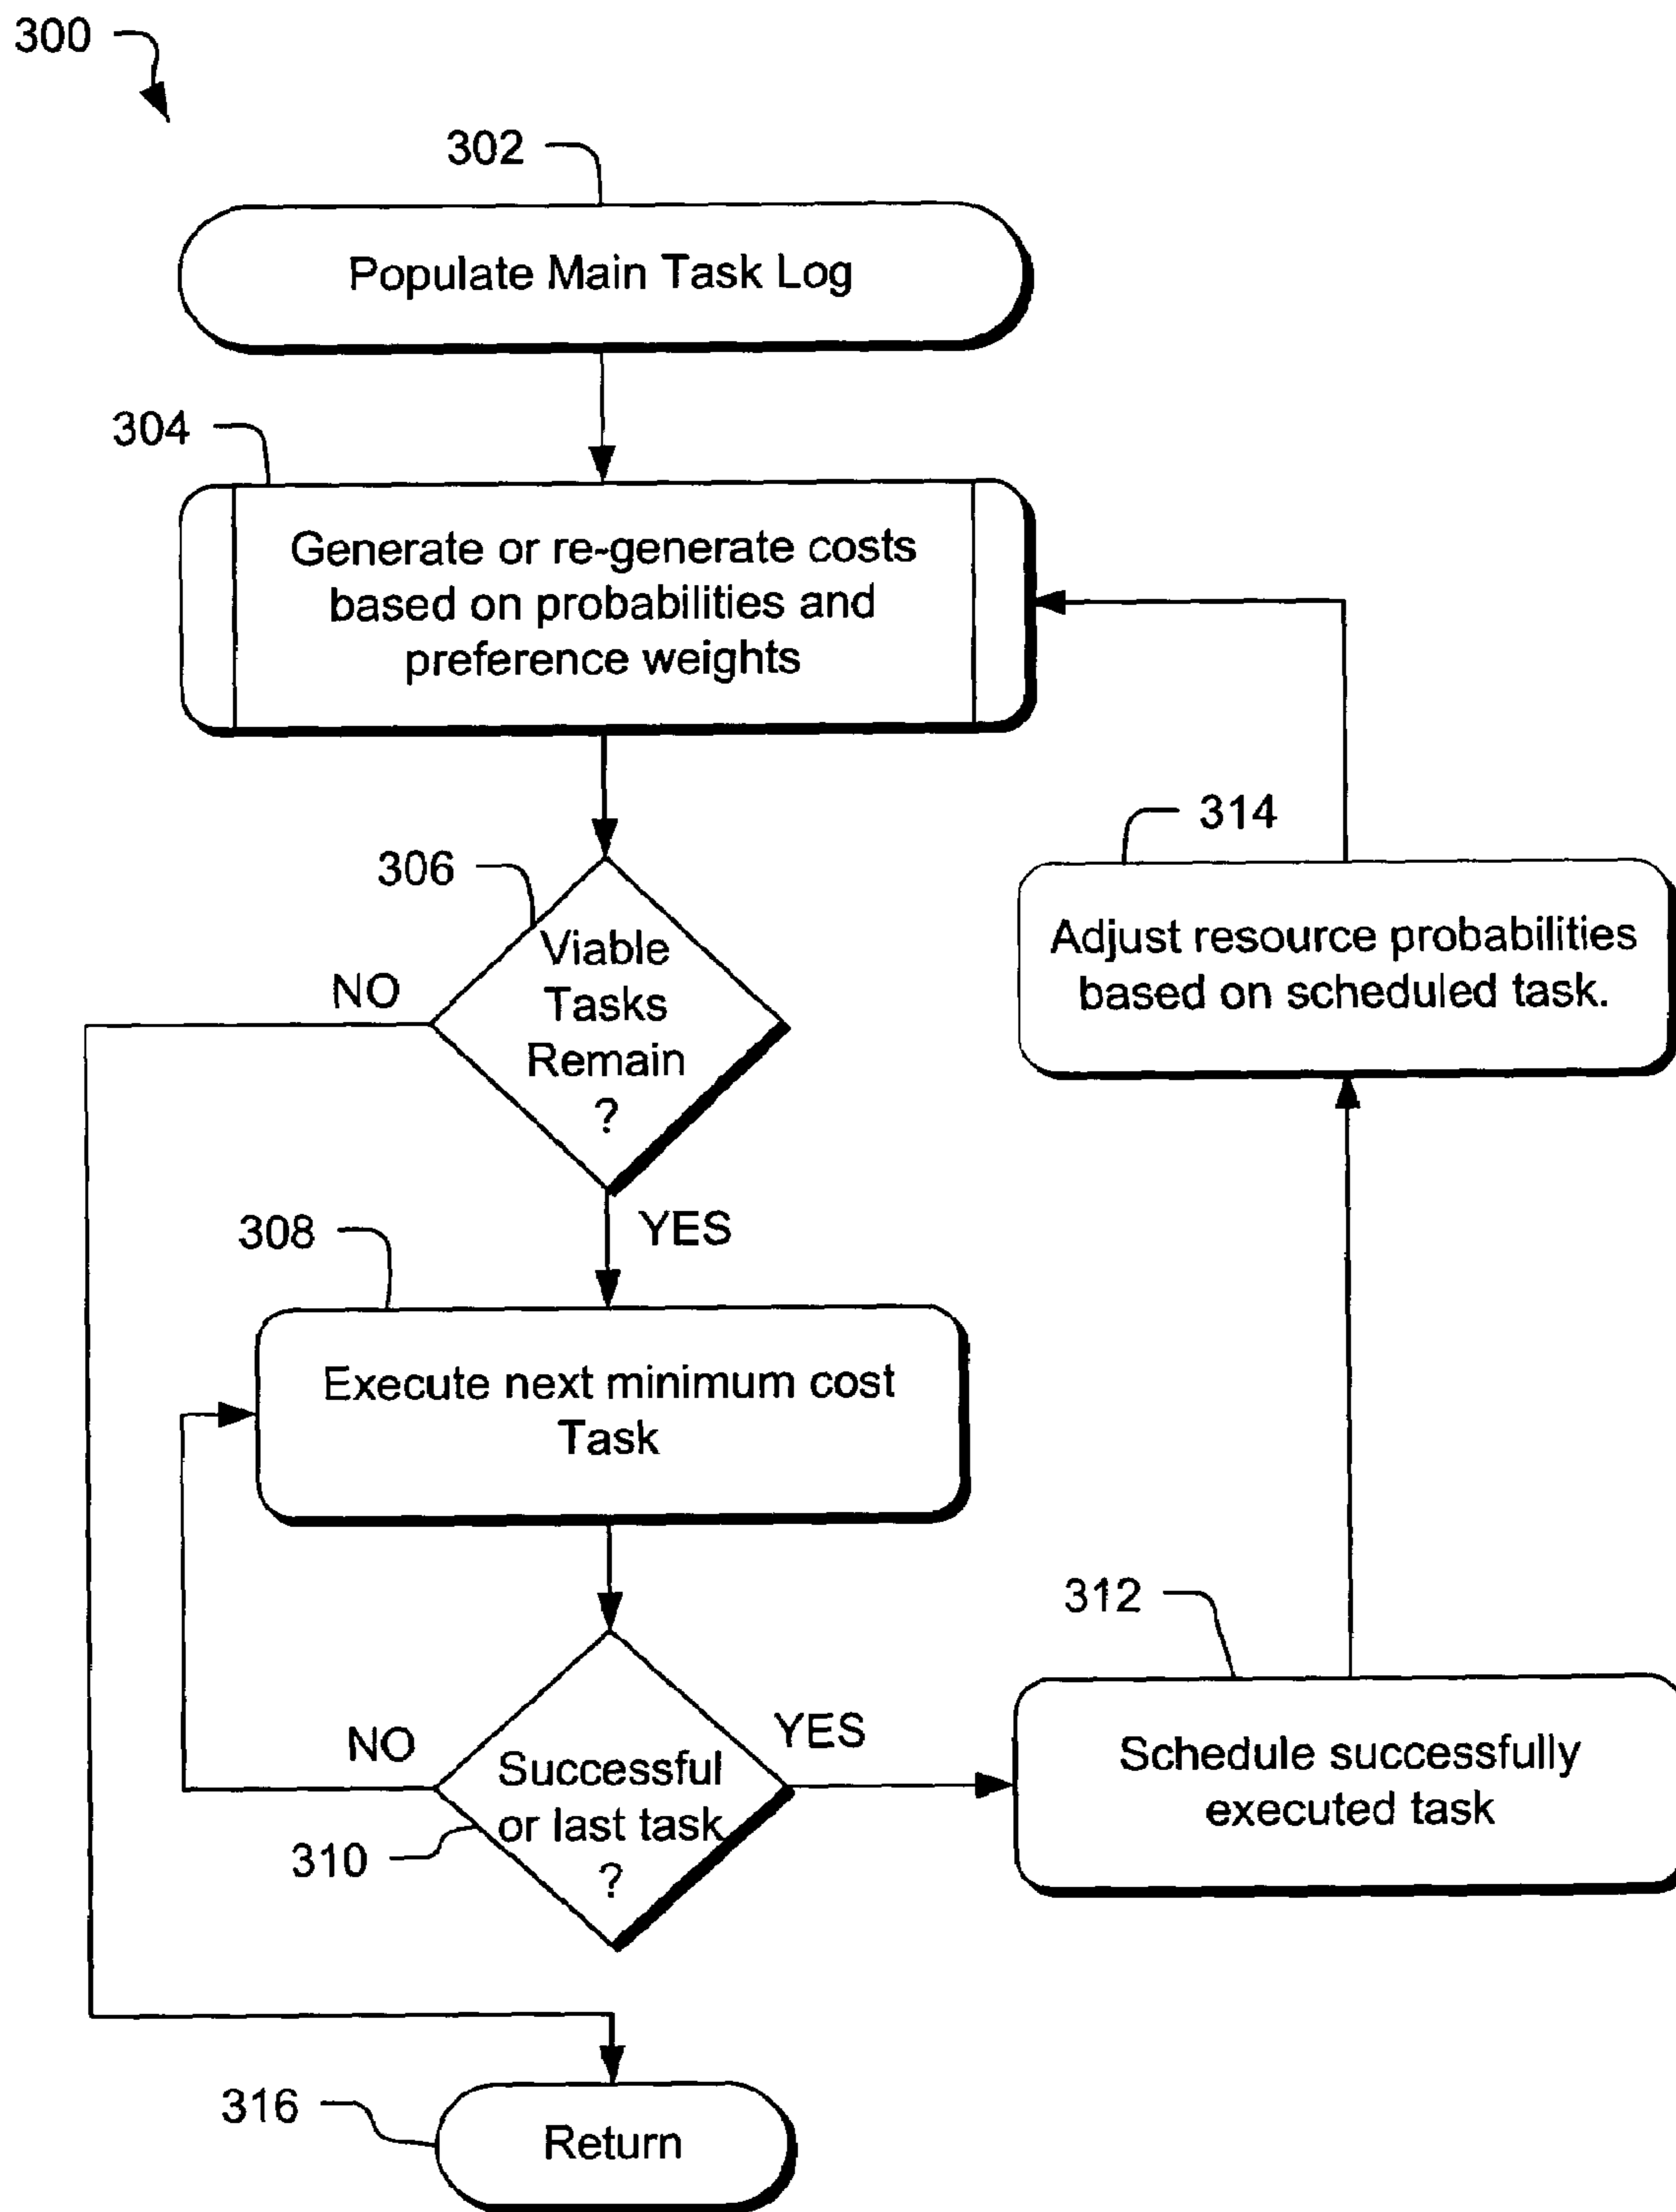 300
302
Populate Main Task Log
304
Generate or re-generate costs
based on probabilities and
preference weights
306
Viable
Tasks
Remain
?
NO
YES
314
Adjust resource probabilities
based on scheduled task.
308
Execute next minimum cost
Task
310
Successful
or last task
?
NO
YES
312
Schedule successfully
executed task
316
Return